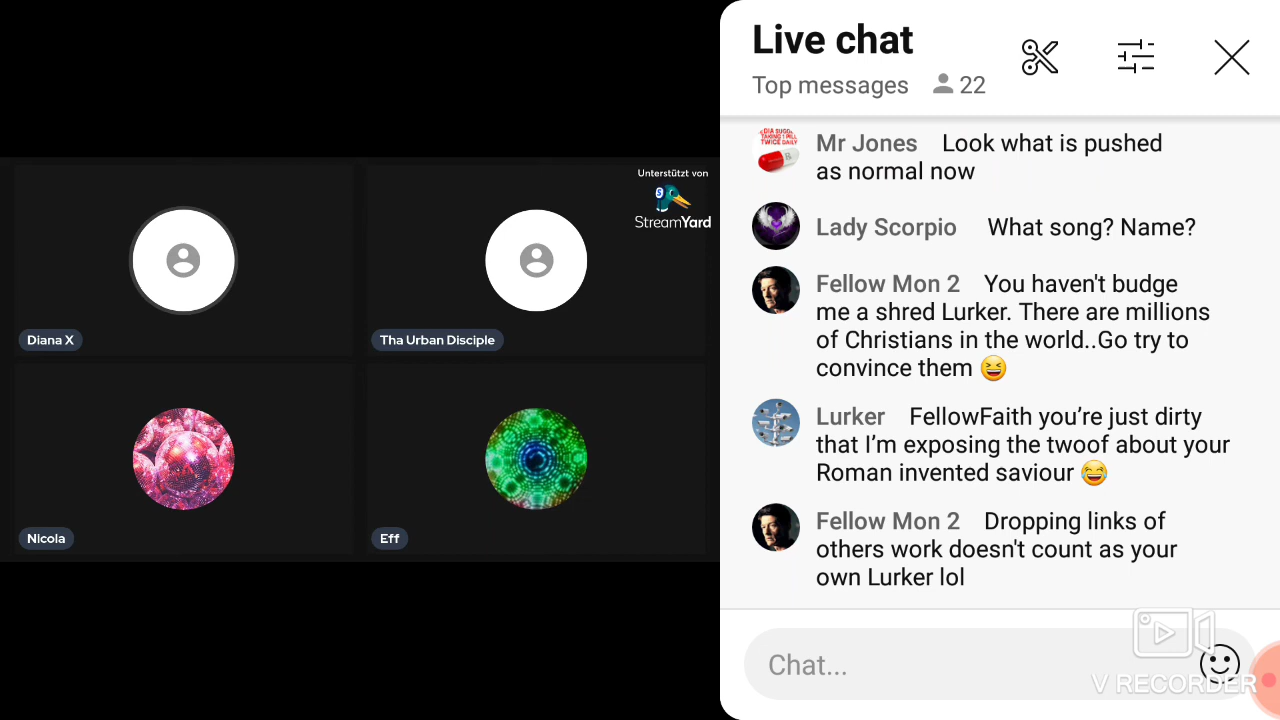 Unterstützt von
StreamYard
Diana X
Tha Urban Disciple
Nicola
Eff
Live chat
Top messages 22
Mr Jones Look what is pushed
as normal now
Lady Scorpio What song? Name?
Fellow Mon 2 You haven't budge
me a shred Lurker. There are millions
of Christians in the world..Go try to
convince them 😆
Lurker FellowFaith you’re just dirty
that I’m exposing the twoof about your
Roman invented saviour 😂
Fellow Mon 2 Dropping links of
others work doesn't count as your
own Lurker lol
Chat...
V RECORDER